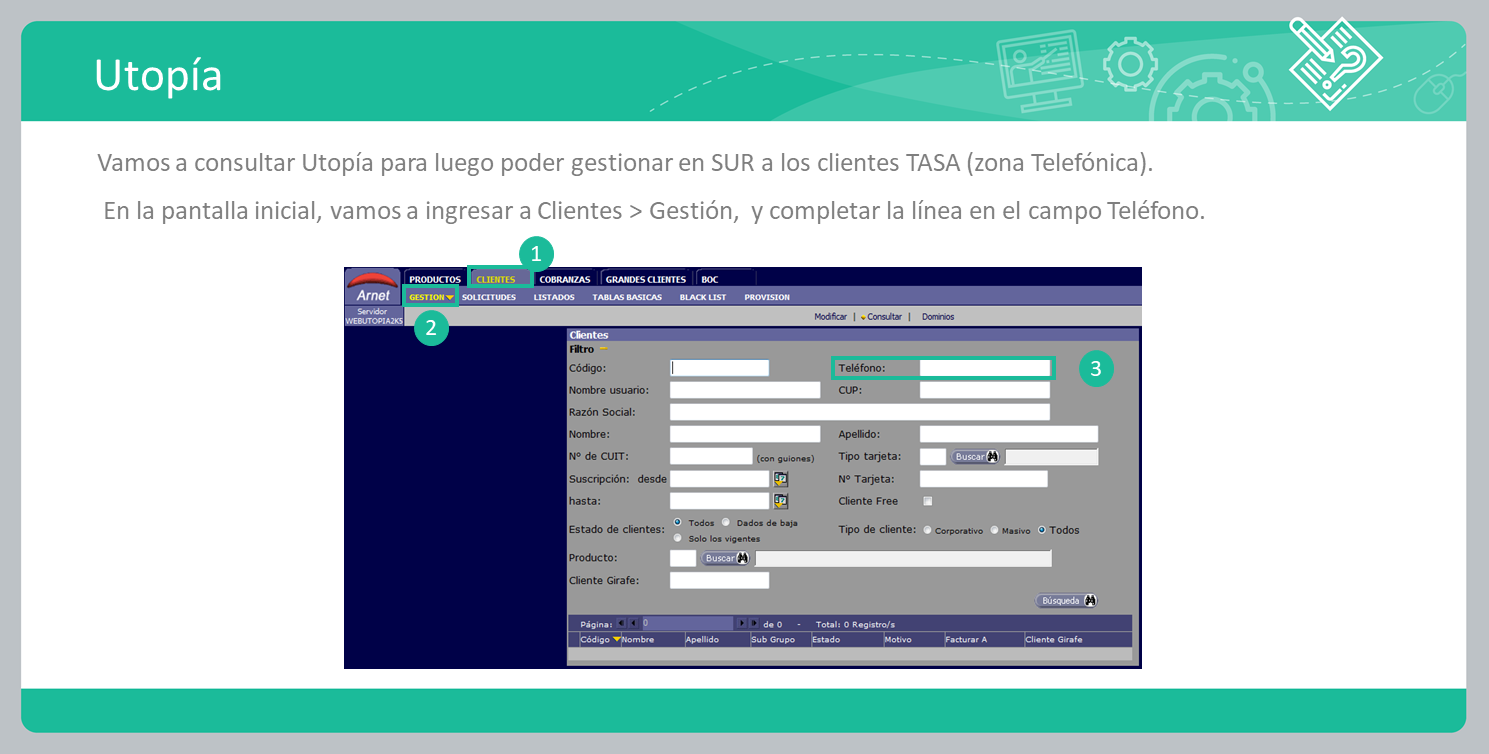 Utopía
Vamos a consultar Utopía para luego poder gestionar en SUR a los clientes TASA (zona Telefónica).
En la pantalla inicial, vamos a ingresar a Clientes > Gestión, y completar la línea en el campo Teléfono.
1
PRODUCTOS CLIENTES COBRANZAS GRANDES CLIENTES BOC
Arnet GESTION SOLICITUDES LISTADOS TABLAS BASICAS BLACK LIST PROVISION
Servidor
WEBUTOPIA2K5
2
Modificar | Consultar | Dominios
Clientes
Filtro
Código: Teléfono: 3
Nombre usuario: CUP:
Razón Social:
Nombre: Apellido:
Nº de CUIT: (con guiones) Tipo tarjeta: Buscar
Suscripción: desde Nº Tarjeta:
hasta: Cliente Free
Estado de clientes: Todos Dados de baja Tipo de cliente: Corporativo Masivo Todos
Solo los vigentes
Producto: Buscar
Cliente Girafe:
Búsqueda
Página: 0 de 0 - Total: 0 Registro/s
Código Nombre Apellido Sub Grupo Estado Motivo Facturar A Cliente Girafe